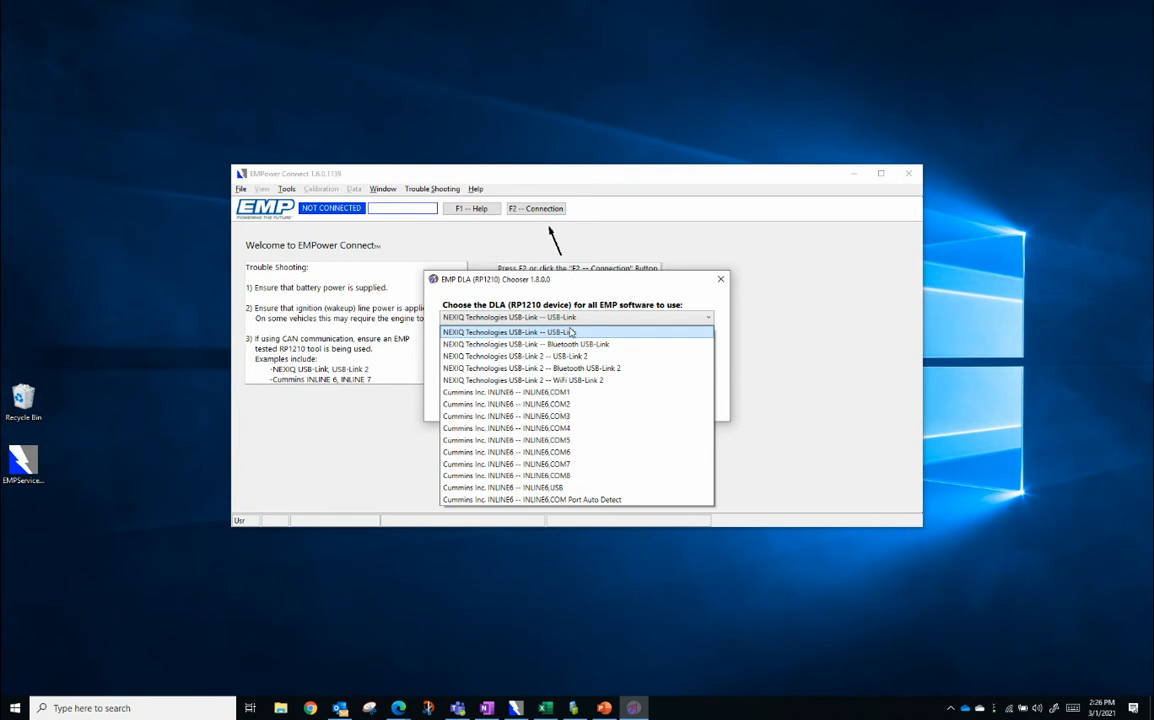 EMPower Connect 1.6.0.1139
File View Tools Calibration Data Window Trouble Shooting Help
EMP
POWERING THE FUTURE
NOT CONNECTED
F1 -- Help
F2 -- Connection
Welcome to EMPower Connect™
Trouble Shooting:
1) Ensure that battery power is supplied.
2) Ensure that ignition (wakeup) line power is
On some vehicles this may require the engine
3) If using CAN communication, ensure an EMP
tested RP1210 tool is being used.
Examples include:
-NEXIQ USB-Link, USB-Link 2
-Cummins INLINE 6, INLINE 7
Press F2 or click the "F2 -- Connection" Button
EMP DLA (RP1210) Chooser 1.8.0.0
Choose the DLA (RP1210 device) for all EMP software to use:
NEXIQ Technologies USB-Link -- USB-Link
NEXIQ Technologies USB-Link -- USB-Link
NEXIQ Technologies USB-Link -- Bluetooth USB-Link
NEXIQ Technologies USB-Link 2 -- USB-Link 2
NEXIQ Technologies USB-Link 2 -- Bluetooth USB-Link 2
NEXIQ Technologies USB-Link 2 -- WiFi USB-Link 2
Cummins Inc. INLINE6 -- INLINE6,COM1
Cummins Inc. INLINE6 -- INLINE6,COM2
Cummins Inc. INLINE6 -- INLINE6,COM3
Cummins Inc. INLINE6 -- INLINE6,COM4
Cummins Inc. INLINE6 -- INLINE6,COM5
Cummins Inc. INLINE6 -- INLINE6,COM6
Cummins Inc. INLINE6 -- INLINE6,COM7
Cummins Inc. INLINE6 -- INLINE6,COM8
Cummins Inc. INLINE6 -- INLINE6,USB
Cummins Inc. INLINE6 -- INLINE6,COM Port Auto Detect
Usr
Recycle Bin
EMPService...
Type here to search
2:26 PM
3/1/2021